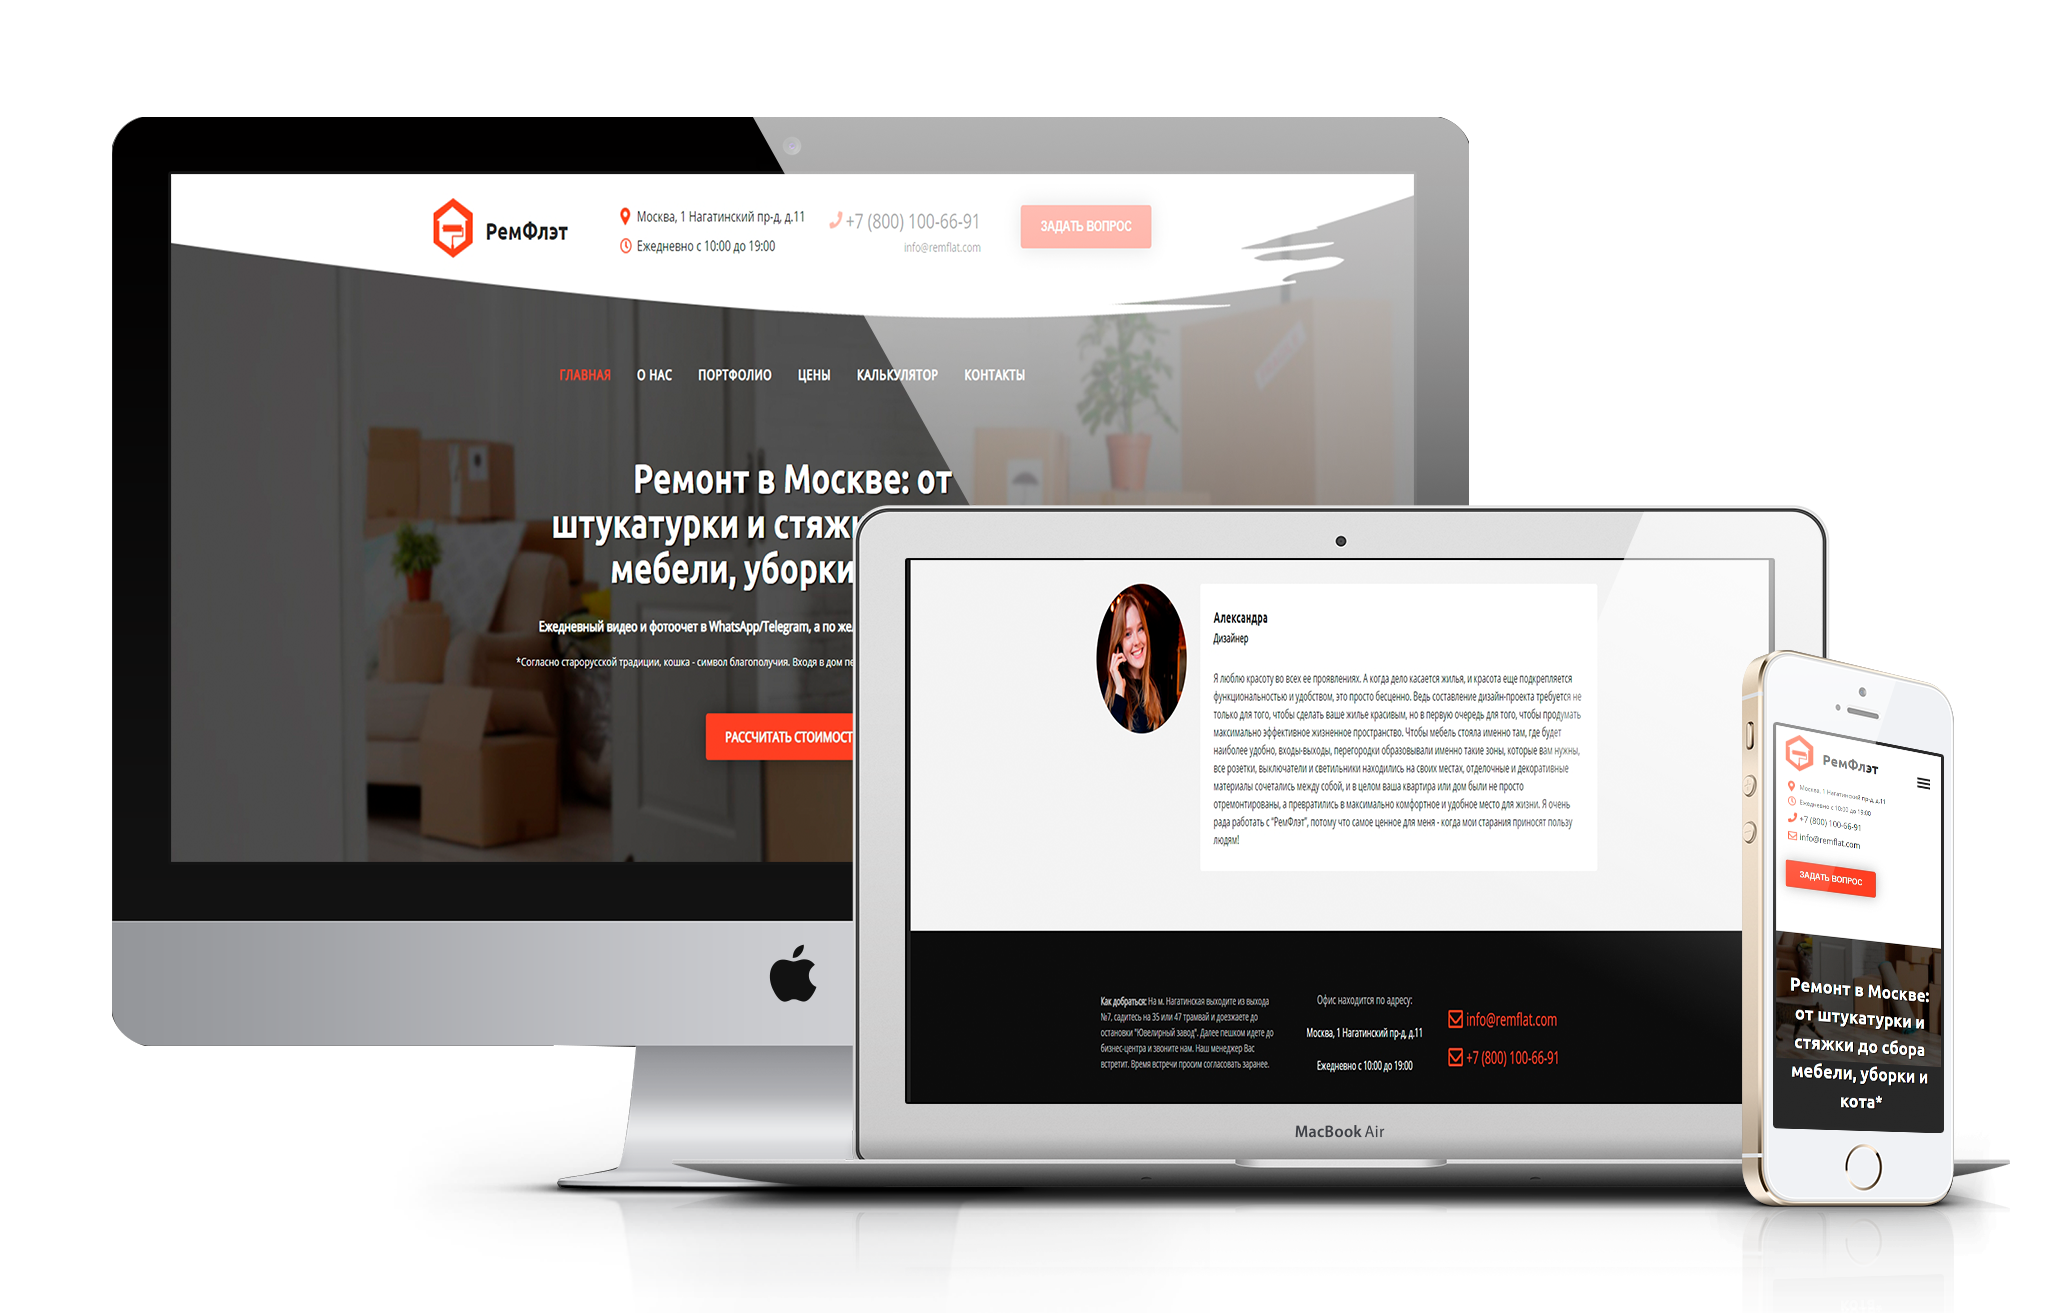 РемФлэт
Москва, 1 Нагатинский пр-д, д.11
Ежедневно с 10:00 до 19:00
+7 (800) 100-66-91
info@remflat.com
ЗАДАТЬ ВОПРОС
ГЛАВНАЯ О НАС ПОРТФОЛИО ЦЕНЫ КАЛЬКУЛЯТОР КОНТАКТЫ
Ремонт в Москве: от
штукатурки и стяжк
мебели, уборки
Ежедневный видео и фотоотчет в WhatsApp/Telegram, а по жел
*Согласно старорусской традиции, кошка - символ благополучия. Входя в дом пе
РАССЧИТАТЬ СТОИМОСТ
Александра
Дизайнер
Я люблю красоту во всех ее проявлениях. А когда дело касается жилья, и красота еще подкрепляется
функциональностью и удобством, это просто бесценно. Ведь составление дизайн-проекта требуется не
только для того, чтобы сделать ваше жилье красивым, но в первую очередь для того, чтобы продумать
максимально эффективное жизненное пространство. Чтобы мебель стояла именно там, где будет
наиболее удобно, входы-выходы, перегородки образовывали именно такие зоны, которые вам нужны,
все розетки, выключатели и светильники находились на своих местах, отделочные и декоративные
материалы сочетались между собой, и в целом ваша квартира или дом были не просто
отремонтированы, а превратились в максимально комфортное и удобное место для жизни. Я очень
рада работать с "РемФлэт", потому что самое ценное для меня - когда мои старания приносят пользу
людям!
Как добраться: На м. Нагатинская выходите из выхода
№7, садитесь на 35 или 47 трамвай и доезжаете до
остановки "Ювелирный завод". Далее пешком идете до
бизнес-центра и звоните нам. Наш менеджер Вас
встретит. Время встречи просим согласовать заранее.
Офис находится по адресу:
Москва, 1 Нагатинский пр-д, д.11
Ежедневно с 10:00 до 19:00
info@remflat.com
+7 (800) 100-66-91
MacBook Air
РемФлэт
Москва, 1 Нагатинский пр-д, д.11
Ежедневно с 10:00 до 19:00
+7 (800) 100-66-91
info@remflat.com
ЗАДАТЬ ВОПРОС
Ремонт в Москве:
от штукатурки и
стяжки до сбора
мебели, уборки и
кота*